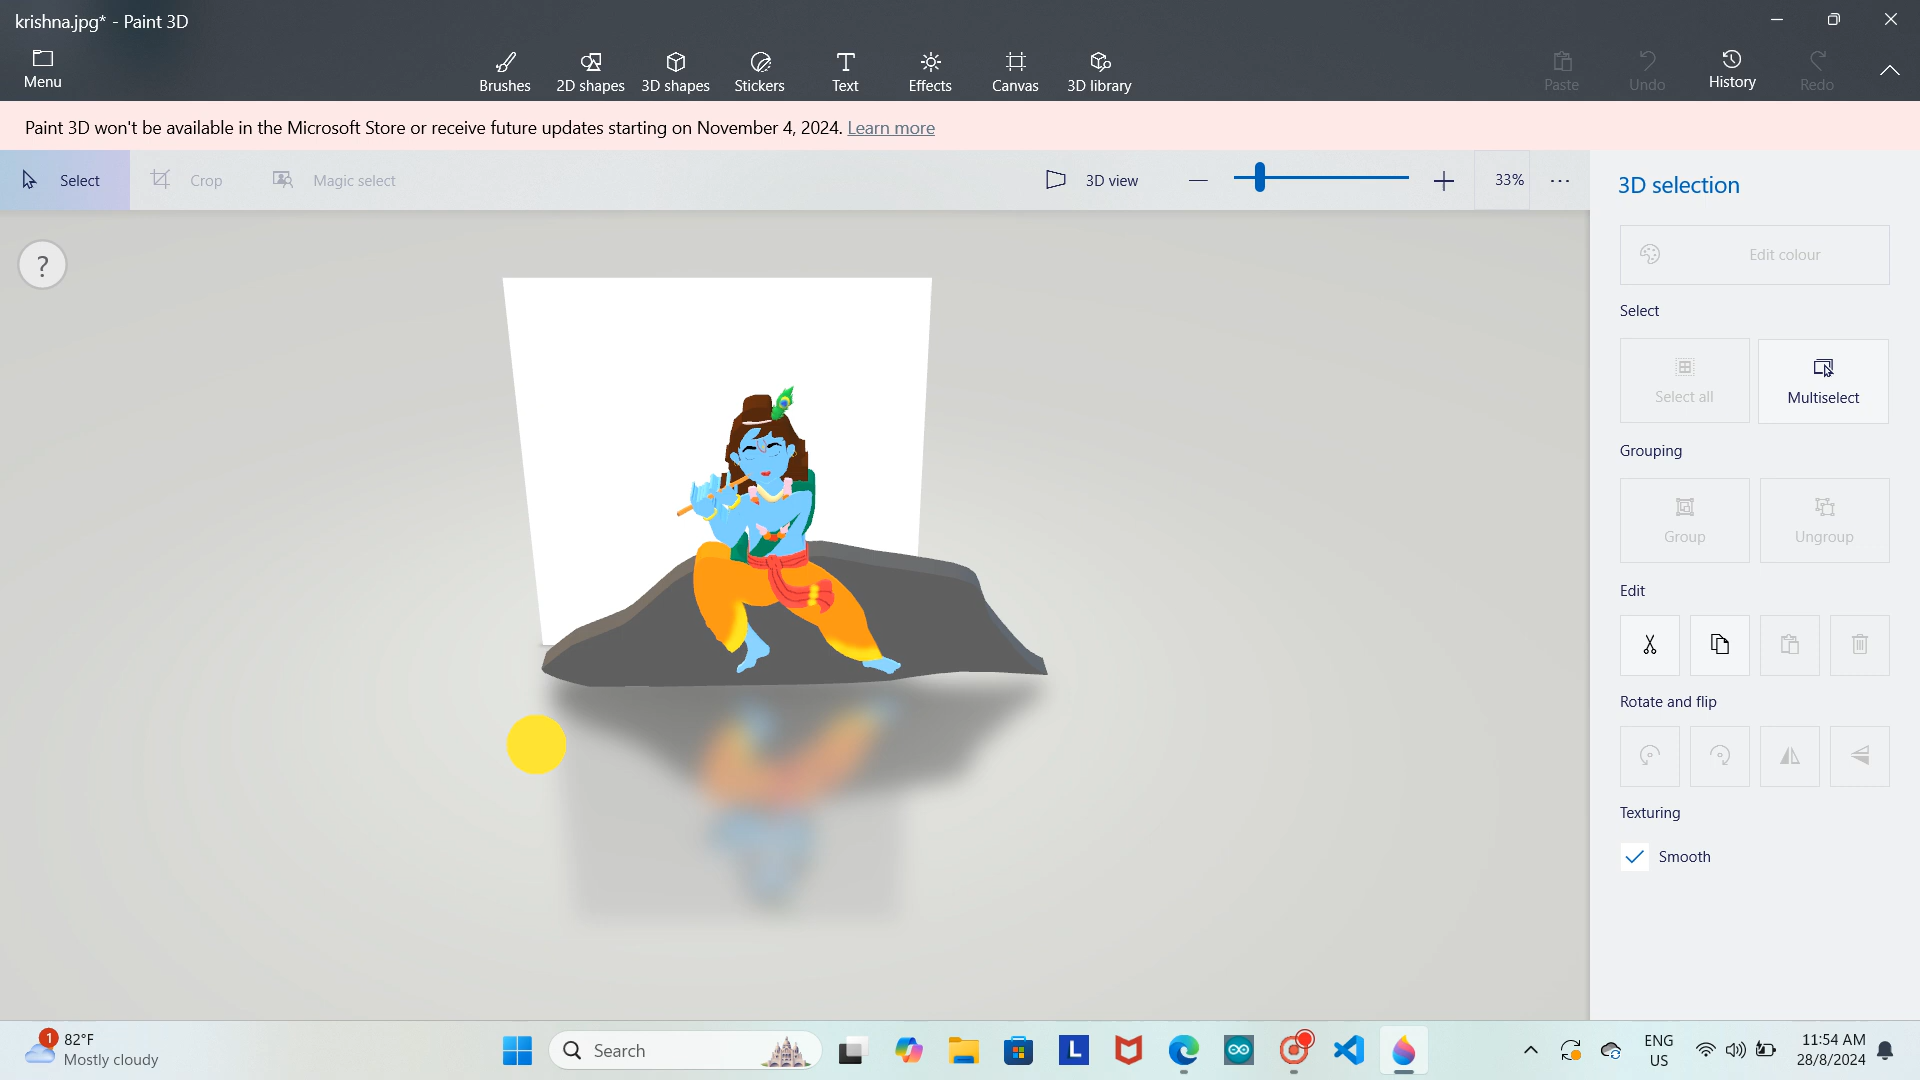 krishna.jpg* - Paint 3D
Menu
Brushes
2D shapes
3D shapes
Stickers
Text
Effects
Canvas
3D library
Paste
Undo
History
Redo
Paint 3D won't be available in the Microsoft Store or receive future updates starting on November 4, 2024. Learn more
Select
Crop
Magic select
3D view
33%
?
3D selection
Edit colour
Select
Select all
Multiselect
Grouping
Group
Ungroup
Edit
Rotate and flip
Texturing
Smooth
1
82°F
Mostly cloudy
Search
L
ENG
US
11:54 AM
28/8/2024